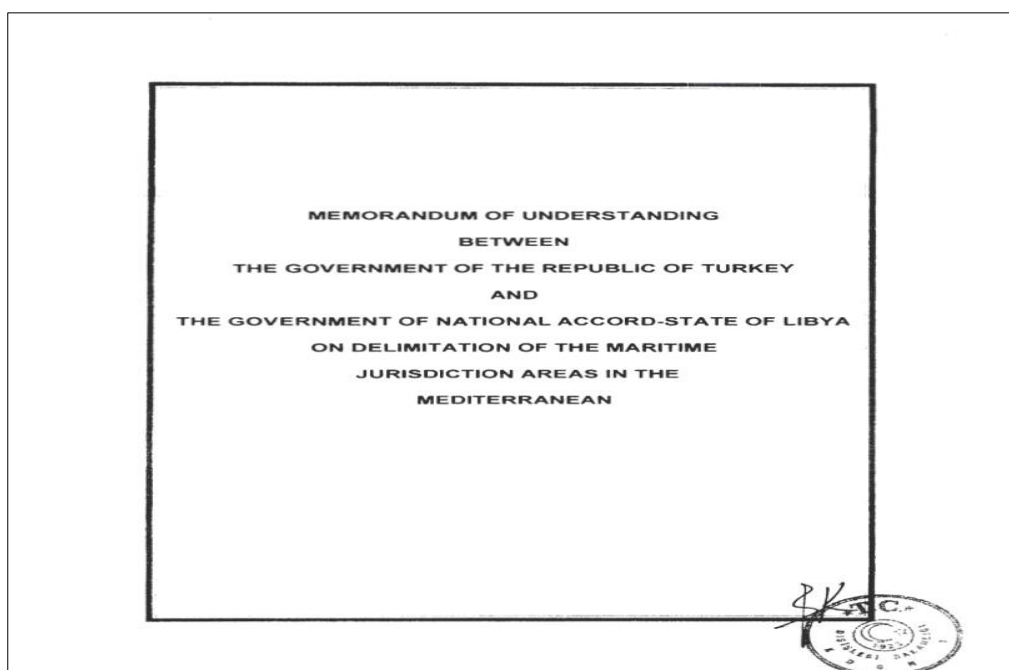 MEMORANDUM OF UNDERSTANDING
BETWEEN
THE GOVERNMENT OF THE REPUBLIC OF TURKEY
AND
THE GOVERNMENT OF NATIONAL ACCORD-STATE OF LIBYA
ON DELIMITATION OF THE MARITIME
JURISDICTION AREAS IN THE
MEDITERRANEAN
T.C.
1923